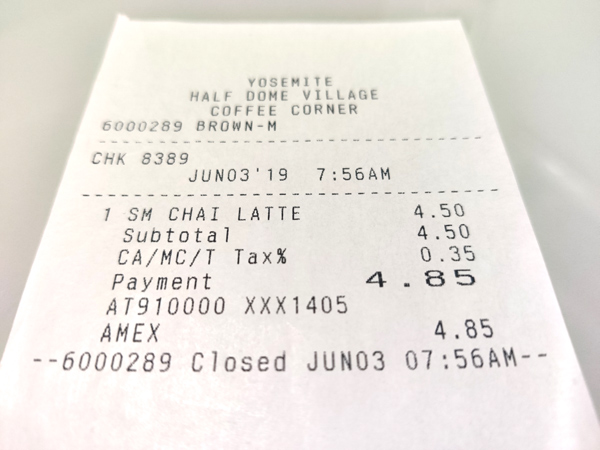 YOSEMITE
HALF DOME VILLAGE
COFFEE CORNER
6000289 BROWN-M
CHK 8389
JUN03'19 7:56AM
1 SM CHAI LATTE 4.50
Subtotal 4.50
CA/MC/T Tax% 0.35
Payment 4.85
AT910000 XXX1405
AMEX 4.85
--6000289 Closed JUN03 07:56AM--